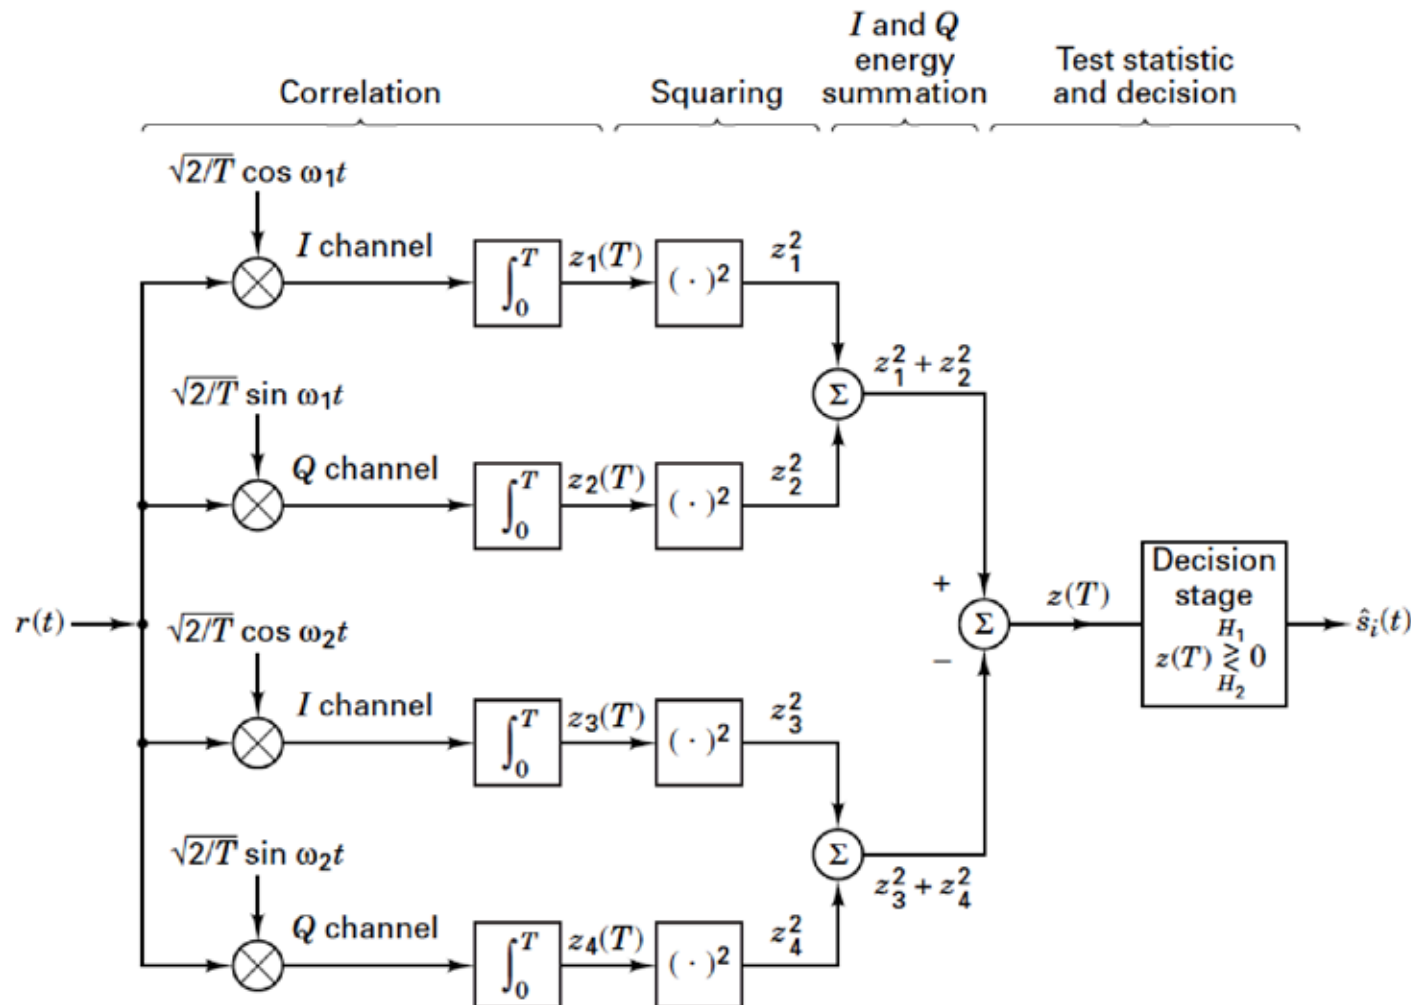 I and Q
energy
summation
Correlation
Squaring
Test statistic
and decision
√2/T cos ω₁t
I channel
∫₀ᵀ
z₁(T)
(·)²
z₁²
√2/T sin ω₁t
Q channel
∫₀ᵀ
z₂(T)
(·)²
z₂²
Σ
z₁² + z₂²
r(t)
√2/T cos ω₂t
I channel
∫₀ᵀ
z₃(T)
(·)²
z₃²
√2/T sin ω₂t
Q channel
∫₀ᵀ
z₄(T)
(·)²
z₄²
Σ
z₃² + z₄²
+
Σ
−
z(T)
Decision
stage
H₁
z(T) ≷ 0
H₂
ŝᵢ(t)